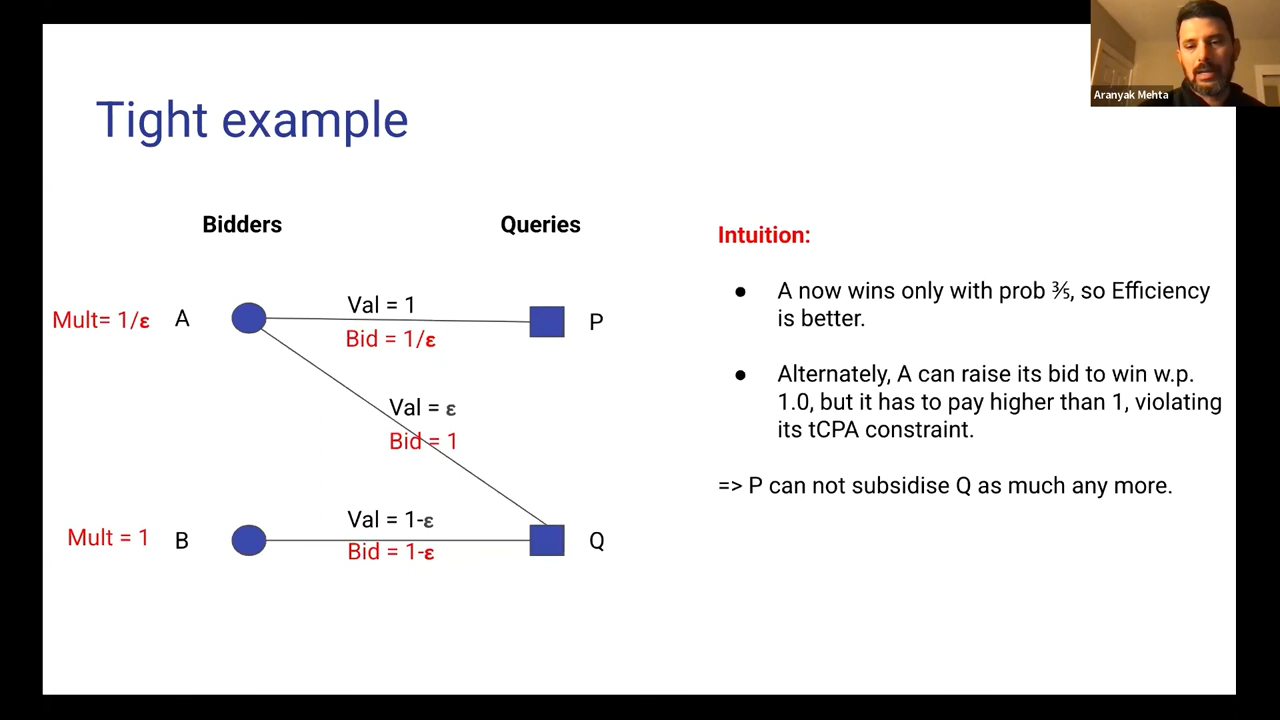 Aranyak Mehta
Tight example
Bidders
Queries
Mult= 1/ε
A
Val = 1
Bid = 1/ε
P
Val = ε
Bid = 1
Mult = 1
B
Val = 1-ε
Bid = 1-ε
Q
Intuition:
● A now wins only with prob ⅗, so Efficiency
is better.
● Alternately, A can raise its bid to win w.p.
1.0, but it has to pay higher than 1, violating
its tCPA constraint.
=> P can not subsidise Q as much any more.